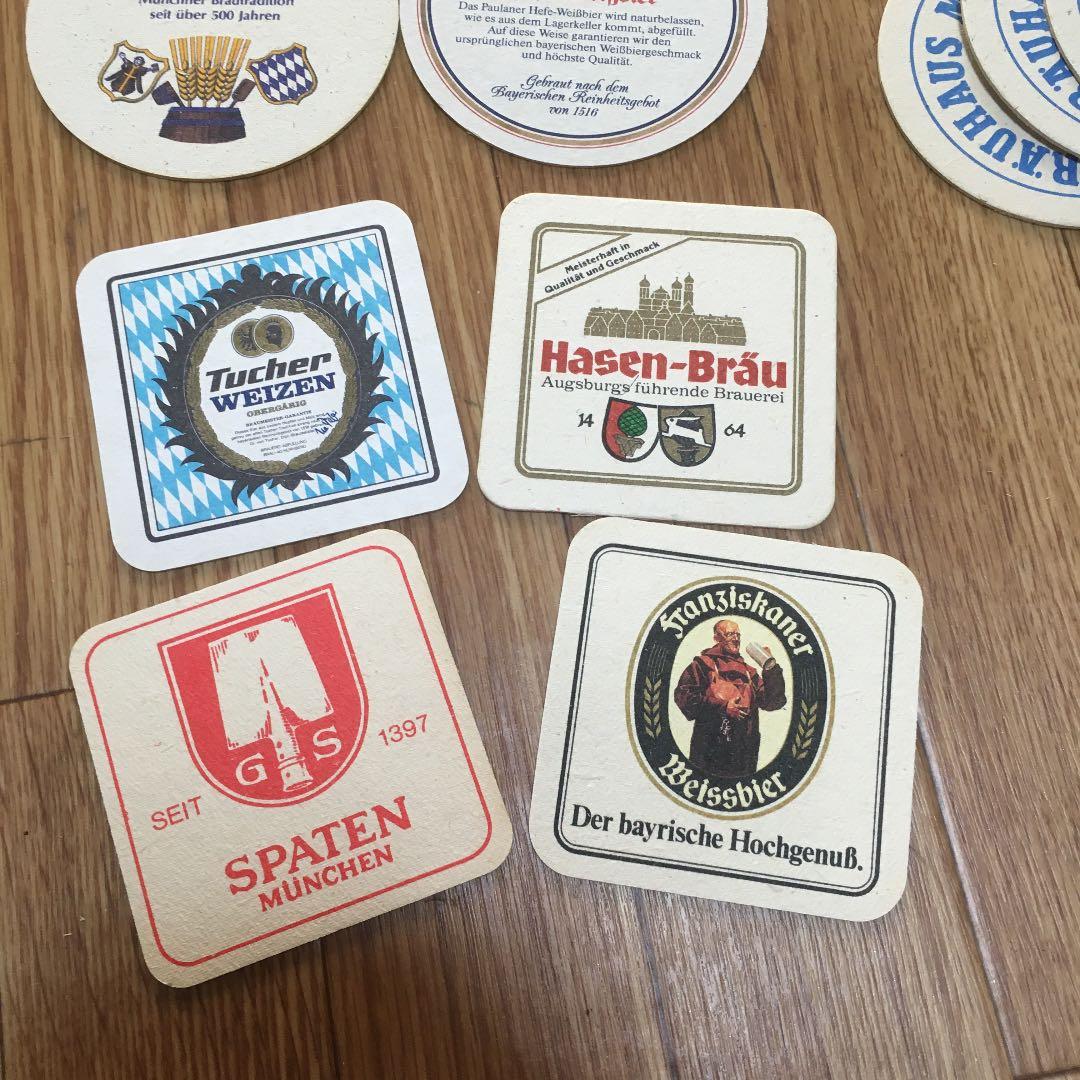 Münchner Brautradition
seit über 500 Jahren
Das Paulaner Hefe-Weißbier wird naturbelassen,
wie es aus dem Lagerkeller kommt, abgefüllt.
Auf diese Weise garantieren wir den
ursprünglichen bayerischen Weißbiergeschmack
und höchste Qualität.
Gebraut nach dem
Bayerischen Reinheitsgebot
von 1516
BRÄUHAUS
BRÄUHA
Tucher
WEIZEN
OBERGÄRIG
BRAUMEISTER-GARANTIE
Meisterhaft in
Qualität und Geschmack
Hasen-Bräu
Augsburgs führende Brauerei
14 64
G S
SEIT 1397
SPATEN
MÜNCHEN
Franziskaner
Weissbier
Der bayrische Hochgenuß.